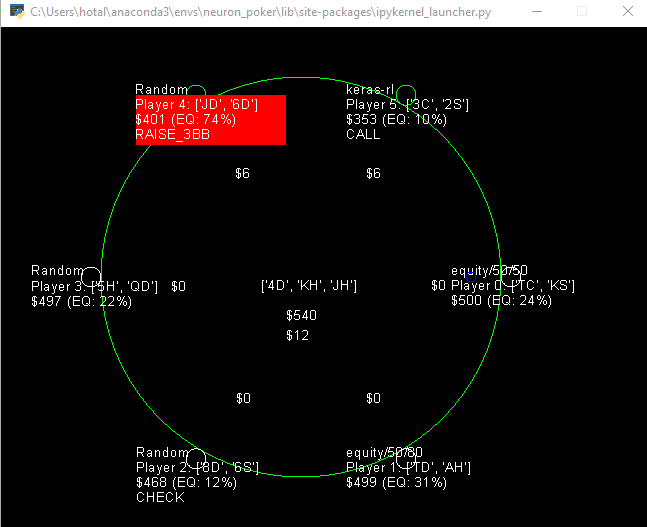 C:\Users\hotal\anaconda3\envs\neuron_poker\lib\site-packages\ipykernel_launcher.py
Random
Player 4: ['JD', '6D']
$401 (EQ: 74%)
RAISE_3BB
keras-rl
Player 5: ['3C', '2S']
$353 (EQ: 10%)
CALL
$6
$6
Random
Player 3: ['5H', 'QD']
$497 (EQ: 22%)
$0
['4D', 'KH', 'JH']
$540
$12
$0
equity/50/50
Player 0: ['TC', 'KS']
$500 (EQ: 24%)
$0
$0
Random
Player 2: ['8D', '6S']
$468 (EQ: 12%)
CHECK
equity/50/80
Player 1: ['TD', 'AH']
$499 (EQ: 31%)